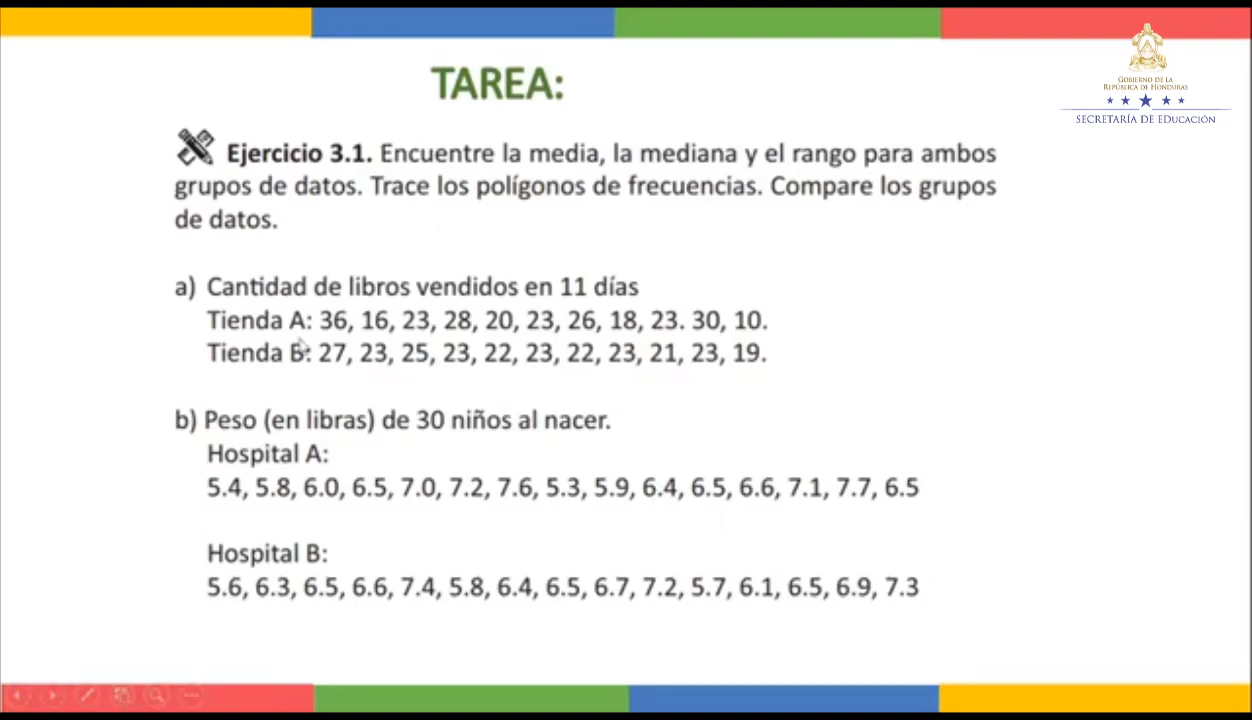 TAREA:
GOBIERNO DE LA
REPÚBLICA DE HONDURAS
SECRETARÍA DE EDUCACIÓN
Ejercicio 3.1. Encuentre la media, la mediana y el rango para ambos
grupos de datos. Trace los polígonos de frecuencias. Compare los grupos
de datos.
a) Cantidad de libros vendidos en 11 días
Tienda A: 36, 16, 23, 28, 20, 23, 26, 18, 23. 30, 10.
Tienda B: 27, 23, 25, 23, 22, 23, 22, 23, 21, 23, 19.
b) Peso (en libras) de 30 niños al nacer.
Hospital A:
5.4, 5.8, 6.0, 6.5, 7.0, 7.2, 7.6, 5.3, 5.9, 6.4, 6.5, 6.6, 7.1, 7.7, 6.5
Hospital B:
5.6, 6.3, 6.5, 6.6, 7.4, 5.8, 6.4, 6.5, 6.7, 7.2, 5.7, 6.1, 6.5, 6.9, 7.3